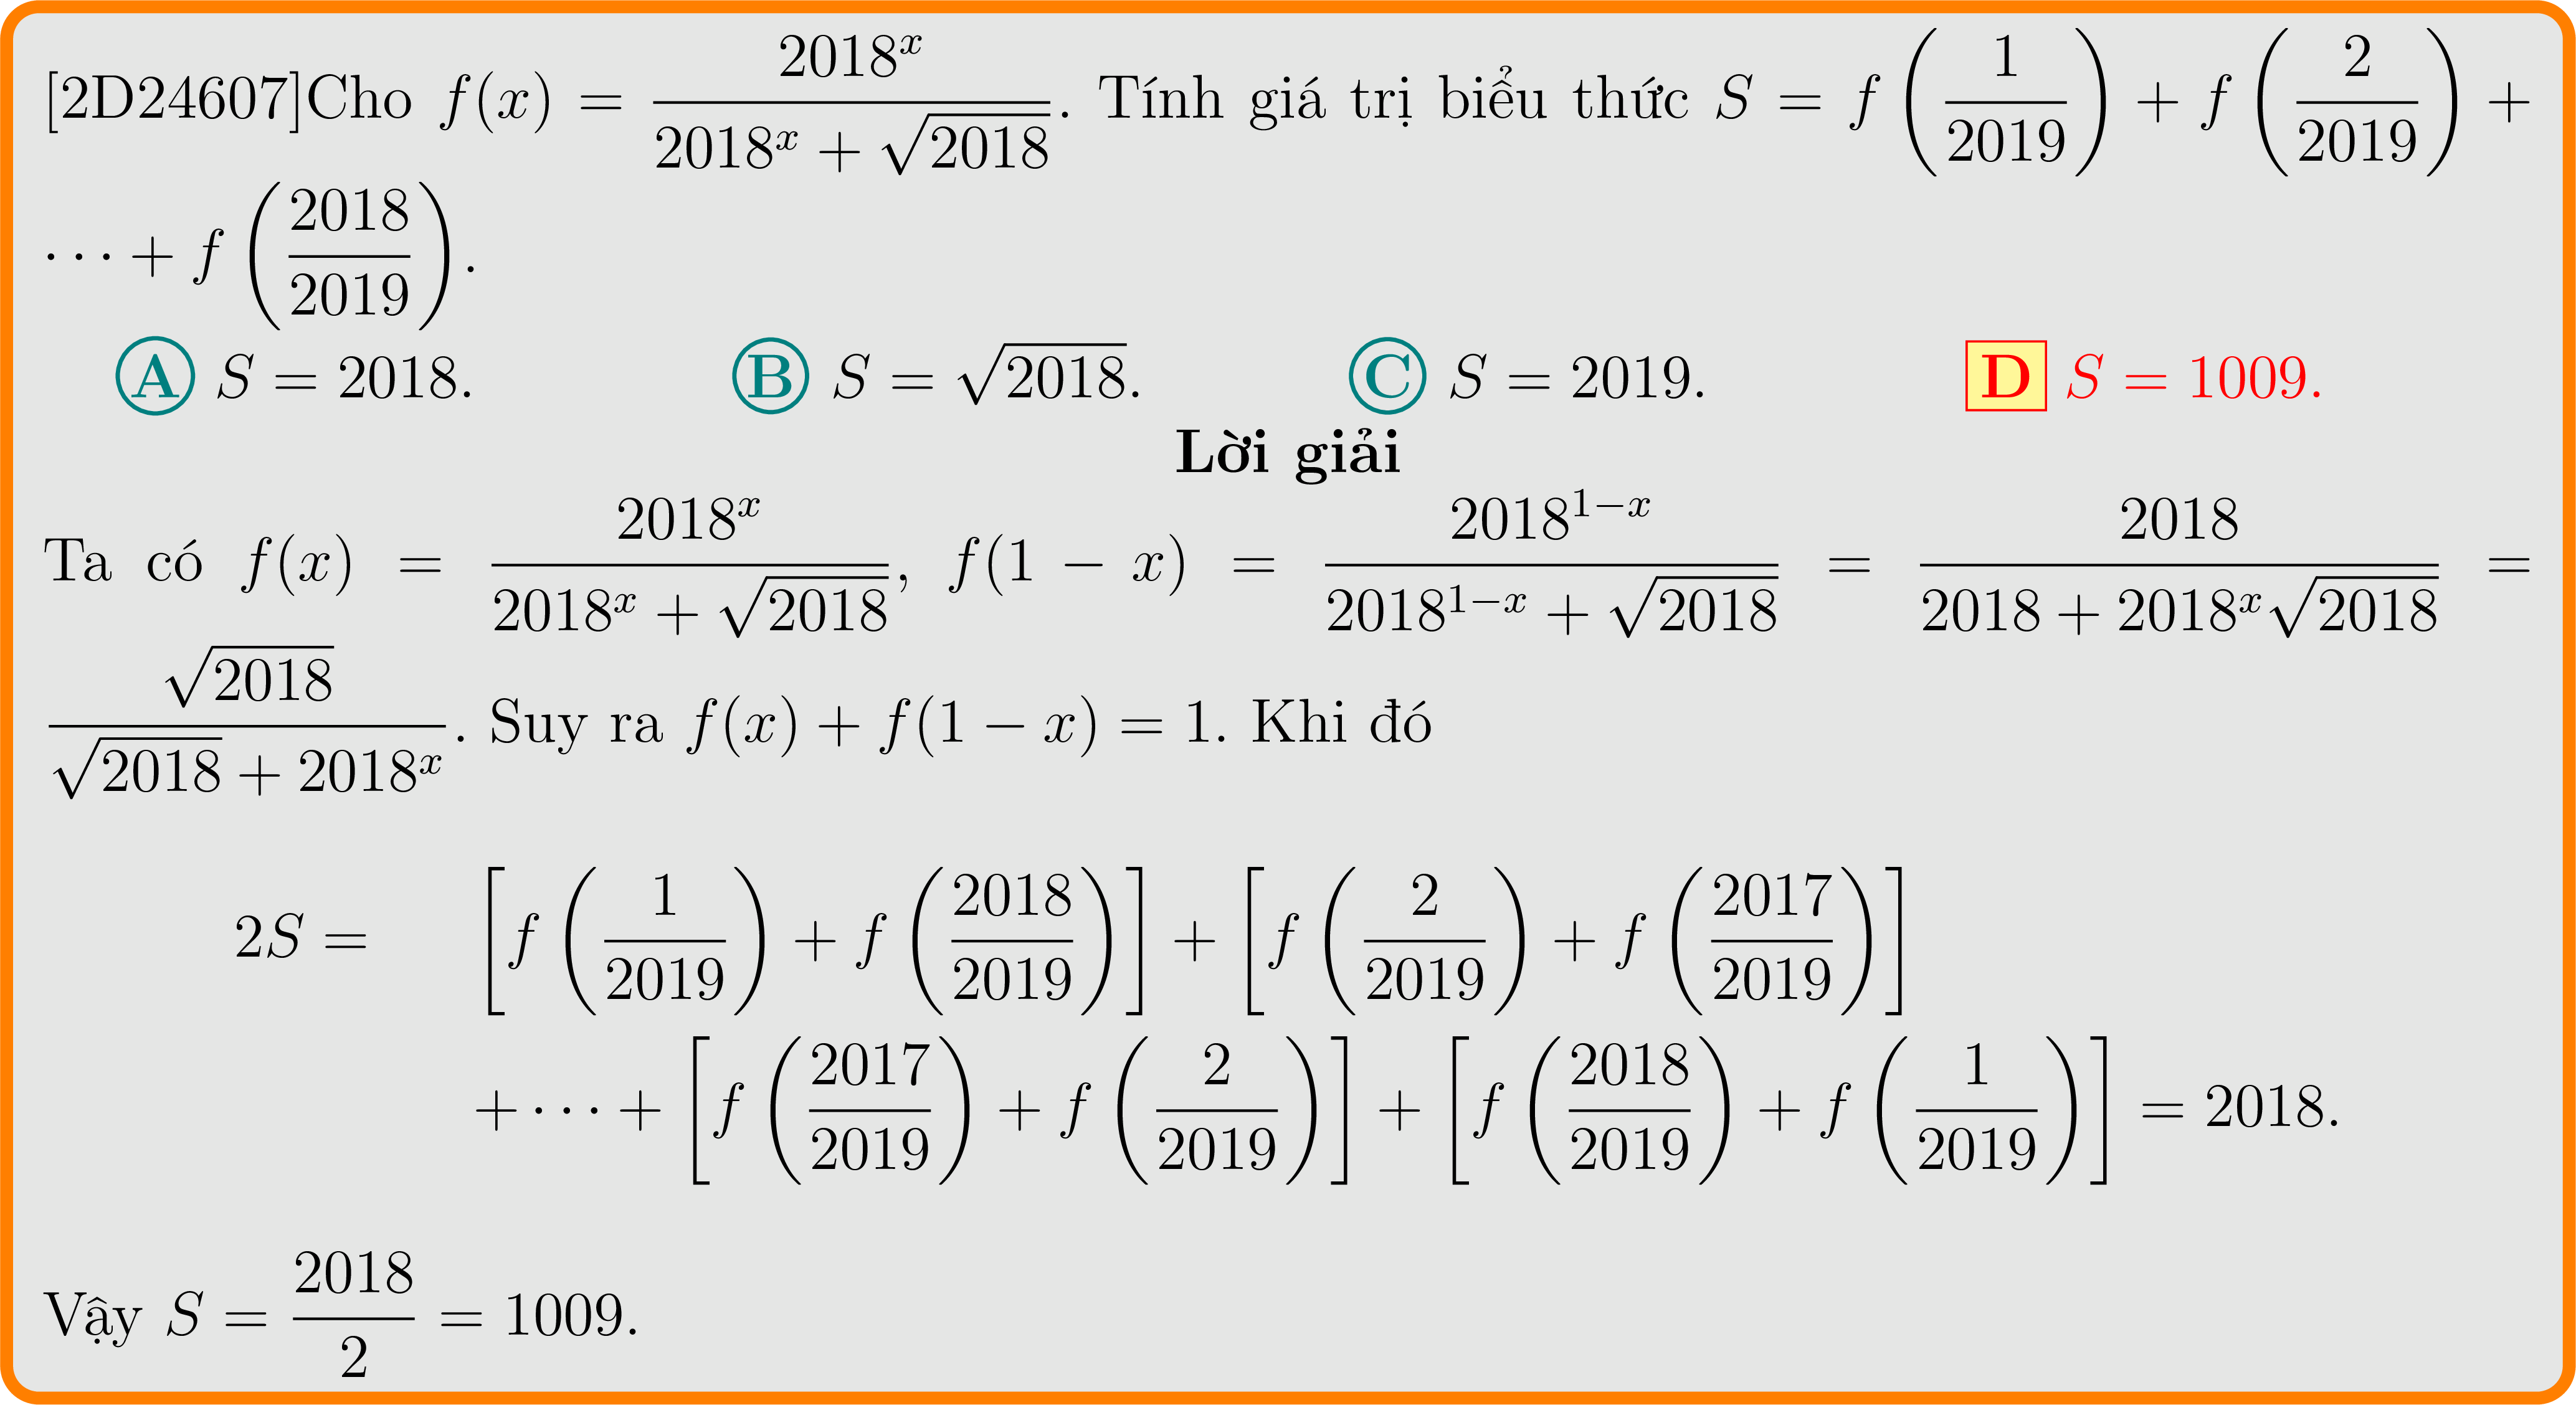 [2D24607]Cho f(x) = \frac{2018^x}{2018^x + \sqrt{2018}}. Tính giá trị biểu thức S = f\left(\frac{1}{2019}\right) + f\left(\frac{2}{2019}\right) +
\cdots + f\left(\frac{2018}{2019}\right).
A S = 2018. B S = \sqrt{2018}. C S = 2019. D S = 1009.
Lời giải
Ta có f(x) = \frac{2018^x}{2018^x + \sqrt{2018}}, f(1 - x) = \frac{2018^{1-x}}{2018^{1-x} + \sqrt{2018}} = \frac{2018}{2018 + 2018^x\sqrt{2018}} =
\frac{\sqrt{2018}}{\sqrt{2018} + 2018^x}. Suy ra f(x) + f(1 - x) = 1. Khi đó
2S = \left[f\left(\frac{1}{2019}\right) + f\left(\frac{2018}{2019}\right)\right] + \left[f\left(\frac{2}{2019}\right) + f\left(\frac{2017}{2019}\right)\right]
+ \cdots + \left[f\left(\frac{2017}{2019}\right) + f\left(\frac{2}{2019}\right)\right] + \left[f\left(\frac{2018}{2019}\right) + f\left(\frac{1}{2019}\right)\right] = 2018.
Vậy S = \frac{2018}{2} = 1009.